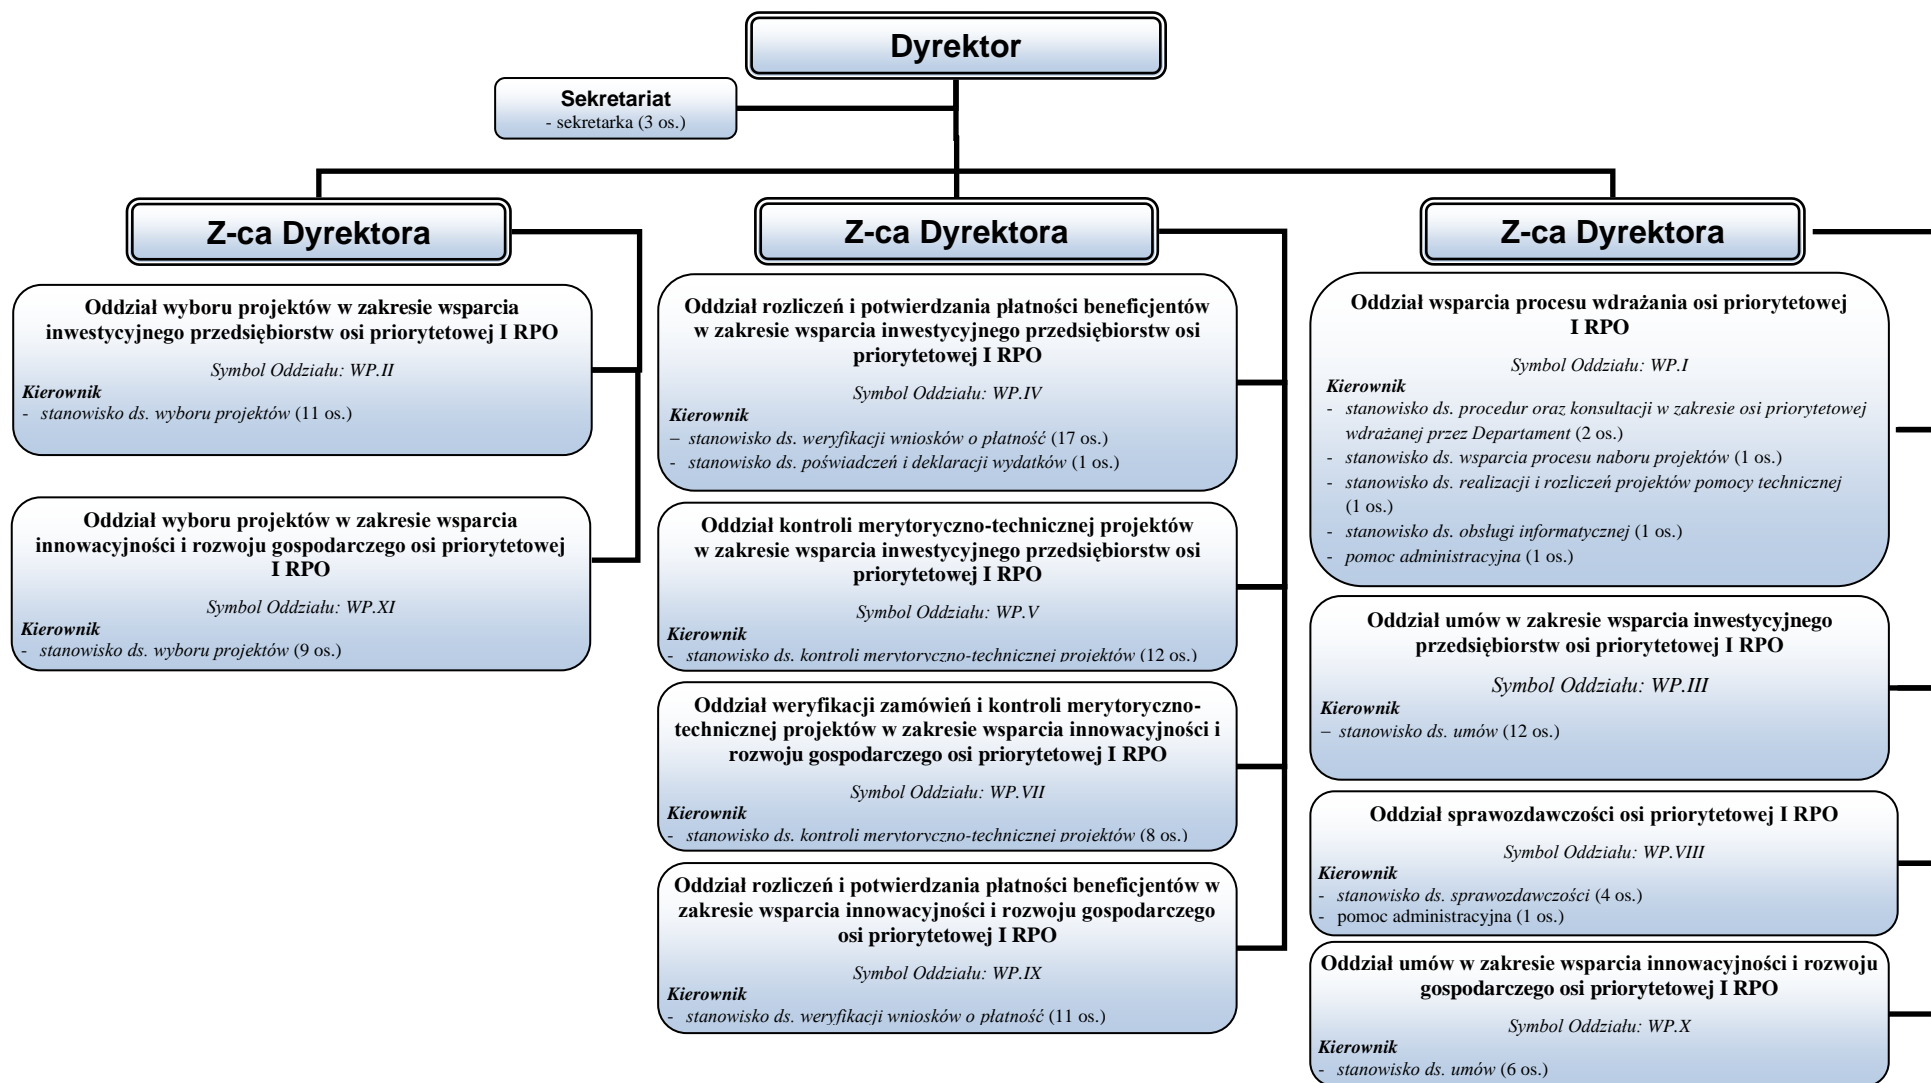 Dyrektor
Sekretariat
- sekretarka (3 os.)
Z-ca Dyrektora
Oddział wyboru projektów w zakresie wsparcia
inwestycyjnego przedsiębiorstw osi priorytetowej I RPO
Symbol Oddziału: WP.II
Kierownik
- stanowisko ds. wyboru projektów (11 os.)
Oddział wyboru projektów w zakresie wsparcia
innowacyjności i rozwoju gospodarczego osi priorytetowej
I RPO
Symbol Oddziału: WP.XI
Kierownik
- stanowisko ds. wyboru projektów (9 os.)
Z-ca Dyrektora
Oddział rozliczeń i potwierdzania płatności beneficjentów
w zakresie wsparcia inwestycyjnego przedsiębiorstw osi
priorytetowej I RPO
Symbol Oddziału: WP.IV
Kierownik
– stanowisko ds. weryfikacji wniosków o płatność (17 os.)
- stanowisko ds. poświadczeń i deklaracji wydatków (1 os.)
Oddział kontroli merytoryczno-technicznej projektów
w zakresie wsparcia inwestycyjnego przedsiębiorstw osi
priorytetowej I RPO
Symbol Oddziału: WP.V
Kierownik
- stanowisko ds. kontroli merytoryczno-technicznej projektów (12 os.)
Oddział weryfikacji zamówień i kontroli merytoryczno-
technicznej projektów w zakresie wsparcia innowacyjności i
rozwoju gospodarczego osi priorytetowej I RPO
Symbol Oddziału: WP.VII
Kierownik
- stanowisko ds. kontroli merytoryczno-technicznej projektów (8 os.)
Oddział rozliczeń i potwierdzania płatności beneficjentów w
zakresie wsparcia innowacyjności i rozwoju gospodarczego
osi priorytetowej I RPO
Symbol Oddziału: WP.IX
Kierownik
- stanowisko ds. weryfikacji wniosków o płatność (11 os.)
Z-ca Dyrektora
Oddział wsparcia procesu wdrażania osi priorytetowej
I RPO
Symbol Oddziału: WP.I
Kierownik
- stanowisko ds. procedur oraz konsultacji w zakresie osi priorytetowej
wdrażanej przez Departament (2 os.)
- stanowisko ds. wsparcia procesu naboru projektów (1 os.)
- stanowisko ds. realizacji i rozliczeń projektów pomocy technicznej
(1 os.)
- stanowisko ds. obsługi informatycznej (1 os.)
- pomoc administracyjna (1 os.)
Oddział umów w zakresie wsparcia inwestycyjnego
przedsiębiorstw osi priorytetowej I RPO
Symbol Oddziału: WP.III
Kierownik
– stanowisko ds. umów (12 os.)
Oddział sprawozdawczości osi priorytetowej I RPO
Symbol Oddziału: WP.VIII
Kierownik
- stanowisko ds. sprawozdawczości (4 os.)
- pomoc administracyjna (1 os.)
Oddział umów w zakresie wsparcia innowacyjności i rozwoju
gospodarczego osi priorytetowej I RPO
Symbol Oddziału: WP.X
Kierownik
- stanowisko ds. umów (6 os.)